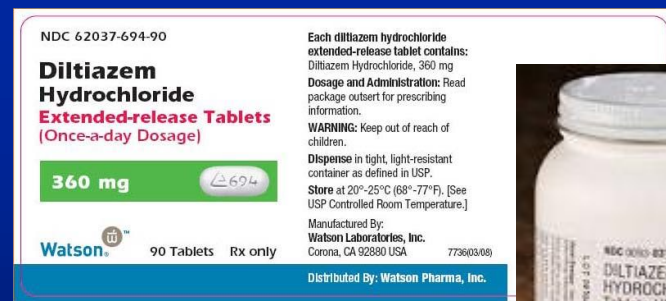 NDC 62037-694-90
Diltiazem
Hydrochloride
Extended-release Tablets
(Once-a-day Dosage)
360 mg
694
Watson®
™
90 Tablets Rx only
Each diltiazem hydrochloride
extended-release tablet contains:
Diltiazem Hydrochloride, 360 mg
Dosage and Administration: Read
package outsert for prescribing
information.
WARNING: Keep out of reach of
children.
Dispense in tight, light-resistant
container as defined in USP.
Store at 20°-25°C (68°-77°F). [See
USP Controlled Room Temperature.]
Manufactured By:
Watson Laboratories, Inc.
Corona, CA 92880 USA 7736(03/08)
Distributed By: Watson Pharma, Inc.
NDC
DILTIAZE
HYDROCH